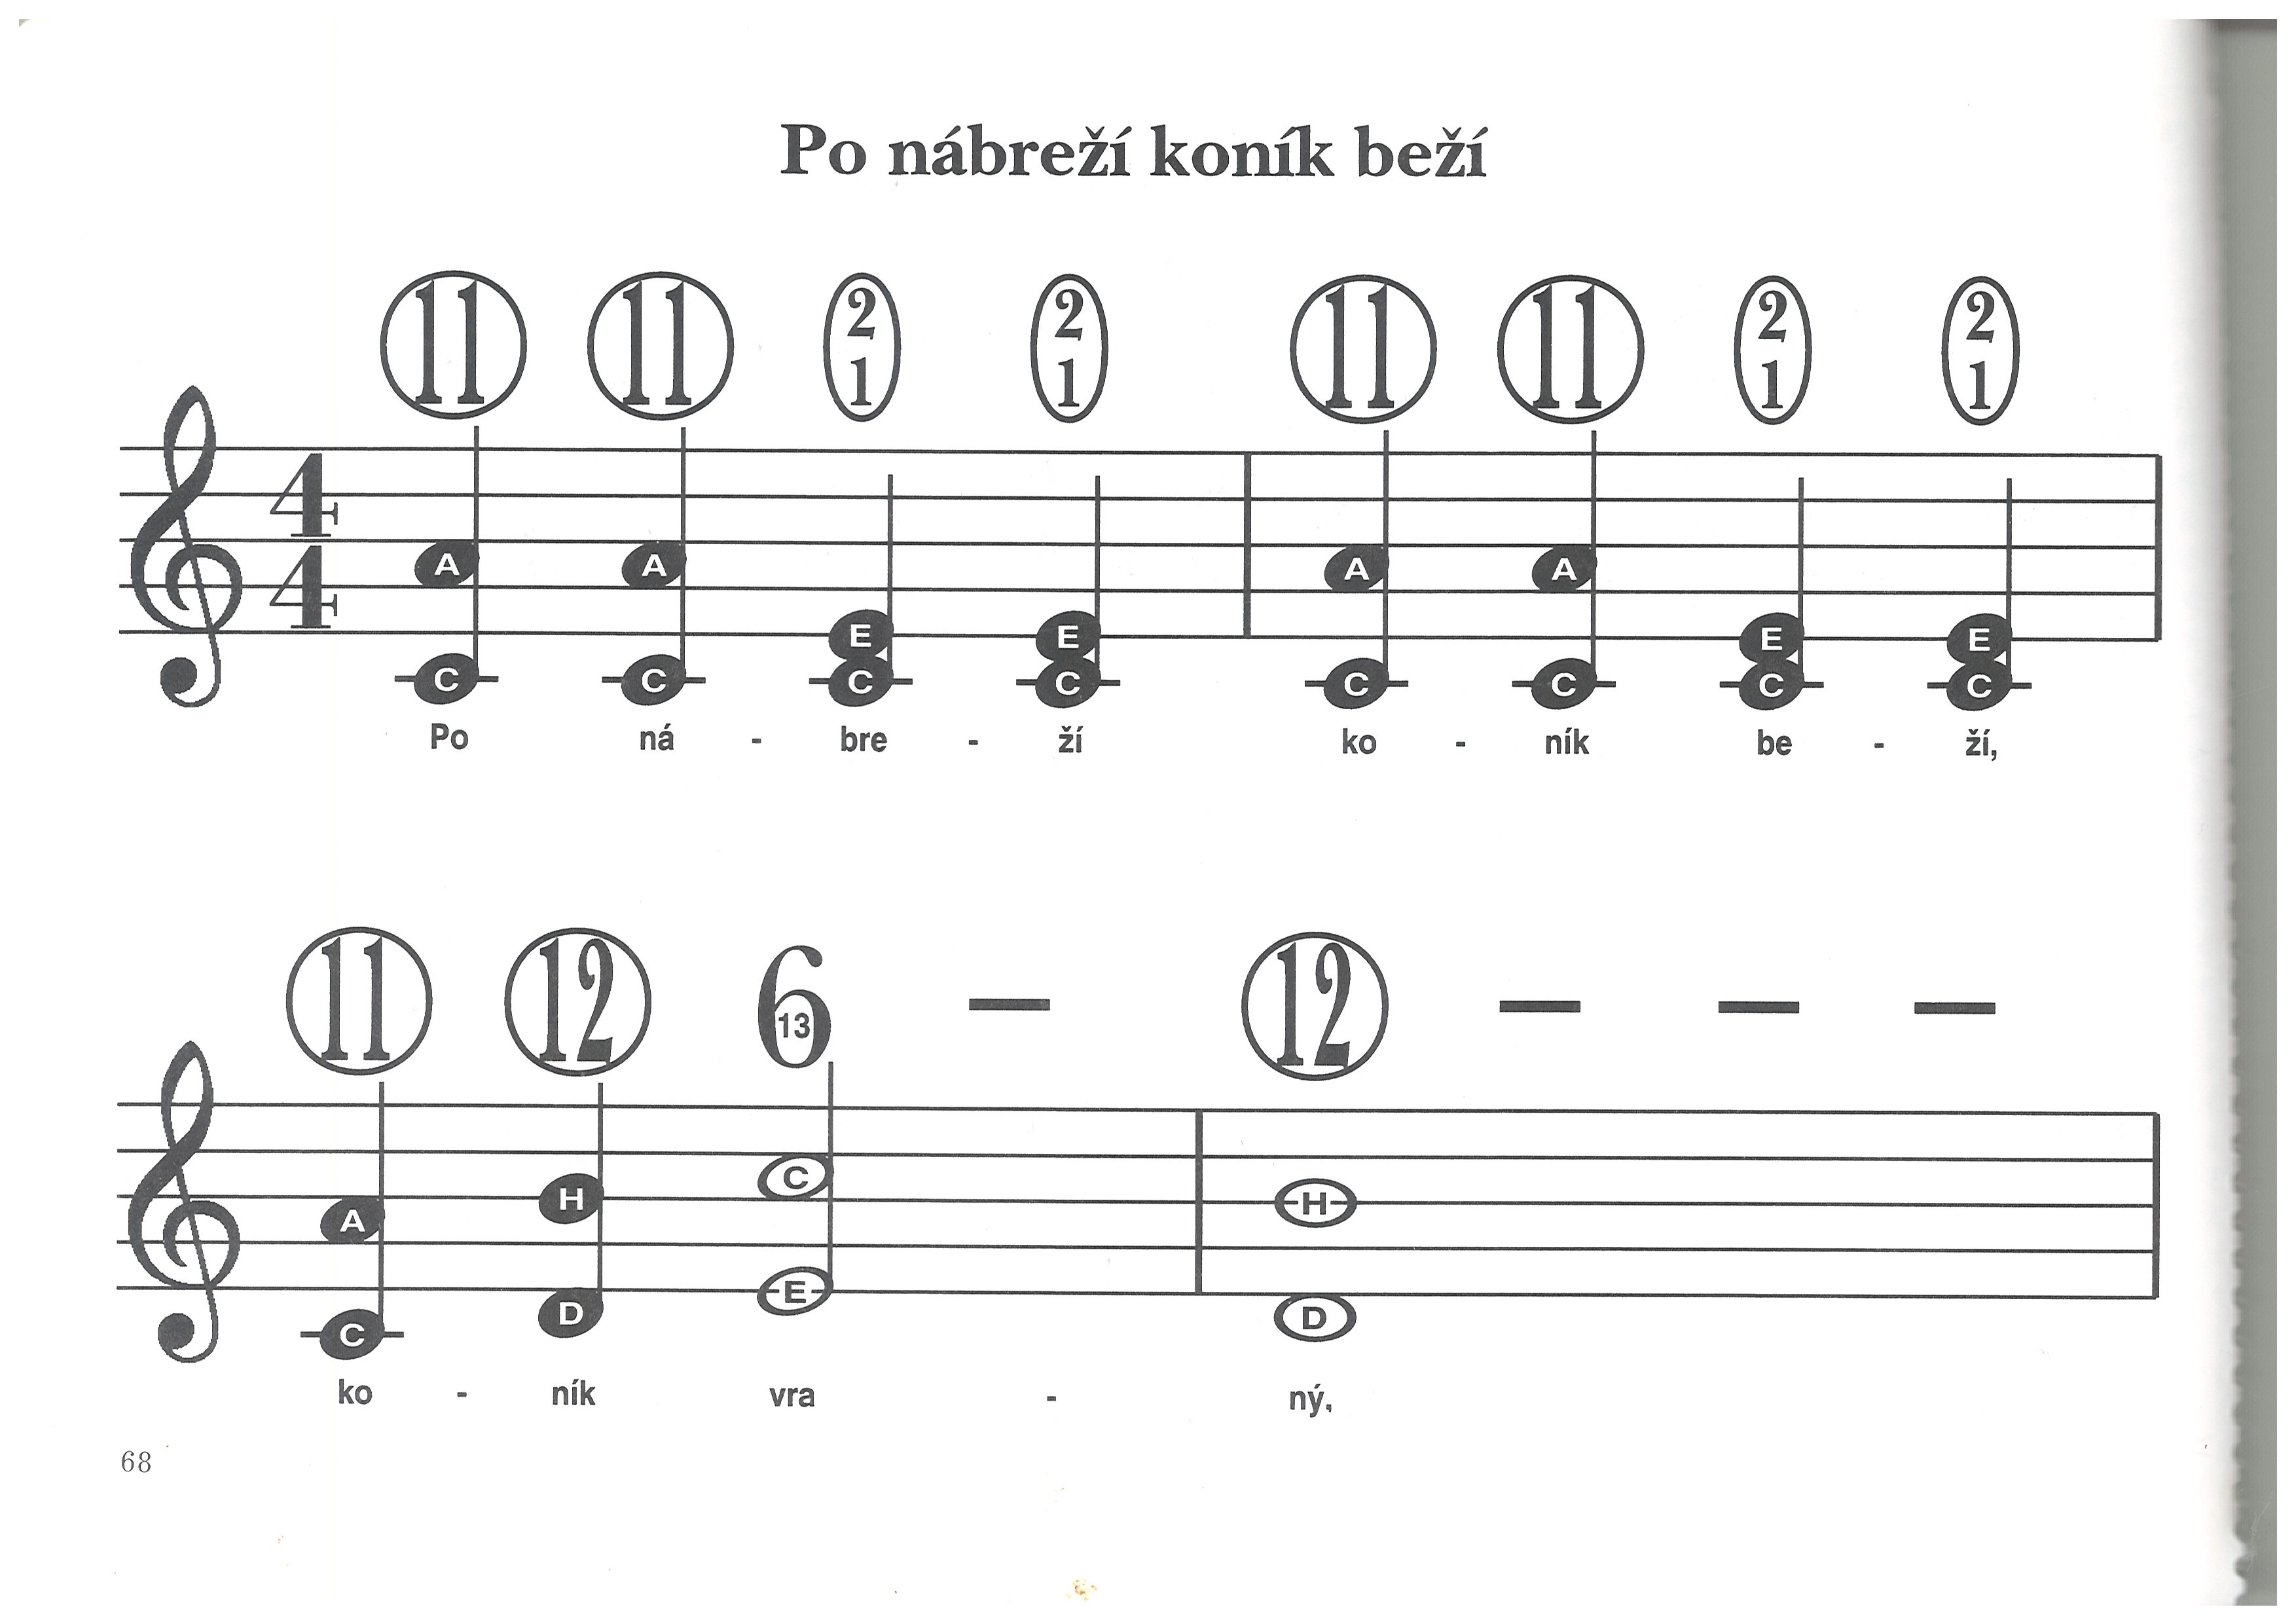 Po nábreží koník beží
11 11 2 1 2 1 11 11 2 1 2 1
4
4
A A E E A A E E
C C C C C C C C
Po ná - bre - ží ko - ník be - ží,
11 12 6 13 — 12 — — —
A H C H
C D E D
ko - ník vra - ný,
68